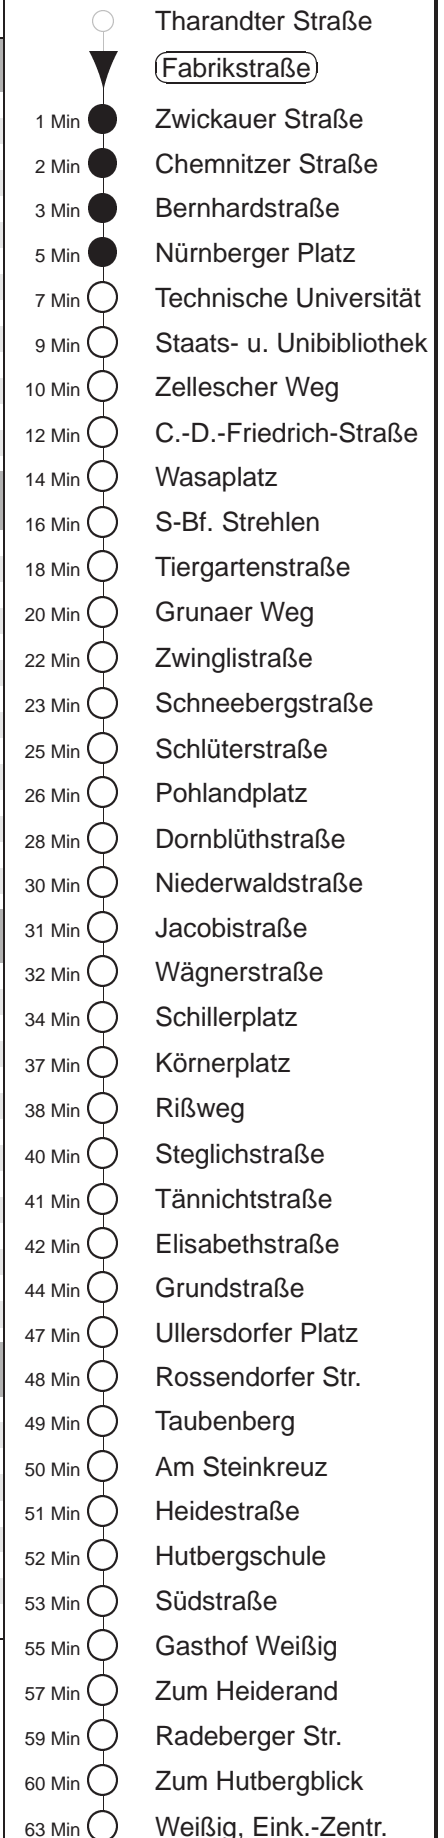 Tharandter Straße
Fabrikstraße
1 Min Zwickauer Straße
2 Min Chemnitzer Straße
3 Min Bernhardstraße
5 Min Nürnberger Platz
7 Min Technische Universität
9 Min Staats- u. Unibibliothek
10 Min Zellescher Weg
12 Min C.-D.-Friedrich-Straße
14 Min Wasaplatz
16 Min S-Bf. Strehlen
18 Min Tiergartenstraße
20 Min Grunaer Weg
22 Min Zwinglistraße
23 Min Schneebergstraße
25 Min Schlüterstraße
26 Min Pohlandplatz
28 Min Dornblüthstraße
30 Min Niederwaldstraße
31 Min Jacobistraße
32 Min Wägnerstraße
34 Min Schillerplatz
37 Min Körnerplatz
38 Min Rißweg
40 Min Steglichstraße
41 Min Tännichtstraße
42 Min Elisabethstraße
44 Min Grundstraße
47 Min Ullersdorfer Platz
48 Min Rossendorfer Str.
49 Min Taubenberg
50 Min Am Steinkreuz
51 Min Heidestraße
52 Min Hutbergschule
53 Min Südstraße
55 Min Gasthof Weißig
57 Min Zum Heiderand
59 Min Radeberger Str.
60 Min Zum Hutbergblick
63 Min Weißig, Eink.-Zentr.